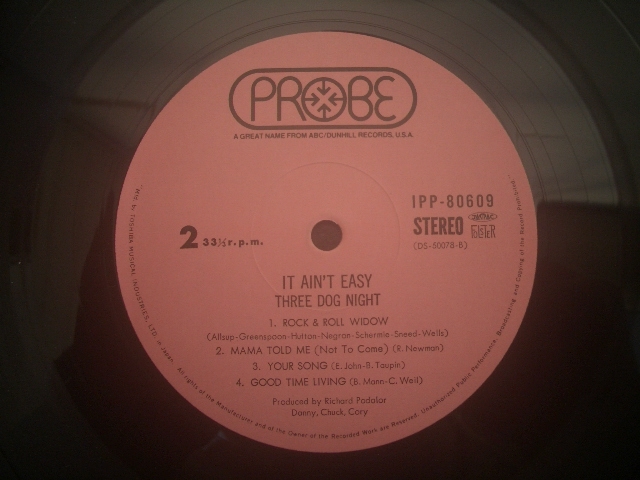 PROBE
A GREAT NAME FROM ABC/DUNHILL RECORDS, U.S.A.
IPP-80609
2 33⅓ r.p.m.
STEREO
(DS-50078-B)
IT AIN'T EASY
THREE DOG NIGHT
1. ROCK & ROLL WIDOW
(Allsup-Greenspoon-Hutton-Negron-Schermie-Sneed-Wells)
2. MAMA TOLD ME (Not To Come) (R. Newman)
3. YOUR SONG (E. John-B. Taupin)
4. GOOD TIME LIVING (B. Mann-C. Weil)
Produced by Richard Podolor
Donny, Chuck, Cory
"Mfd. by TOSHIBA MUSICAL INDUSTRIES, LTD. in Japan. All rights of the Manufacturer and of the Owner of the Recorded Work are Reserved. Unauthorized Public Performance, Broadcasting and Copying of the Record Prohibited."